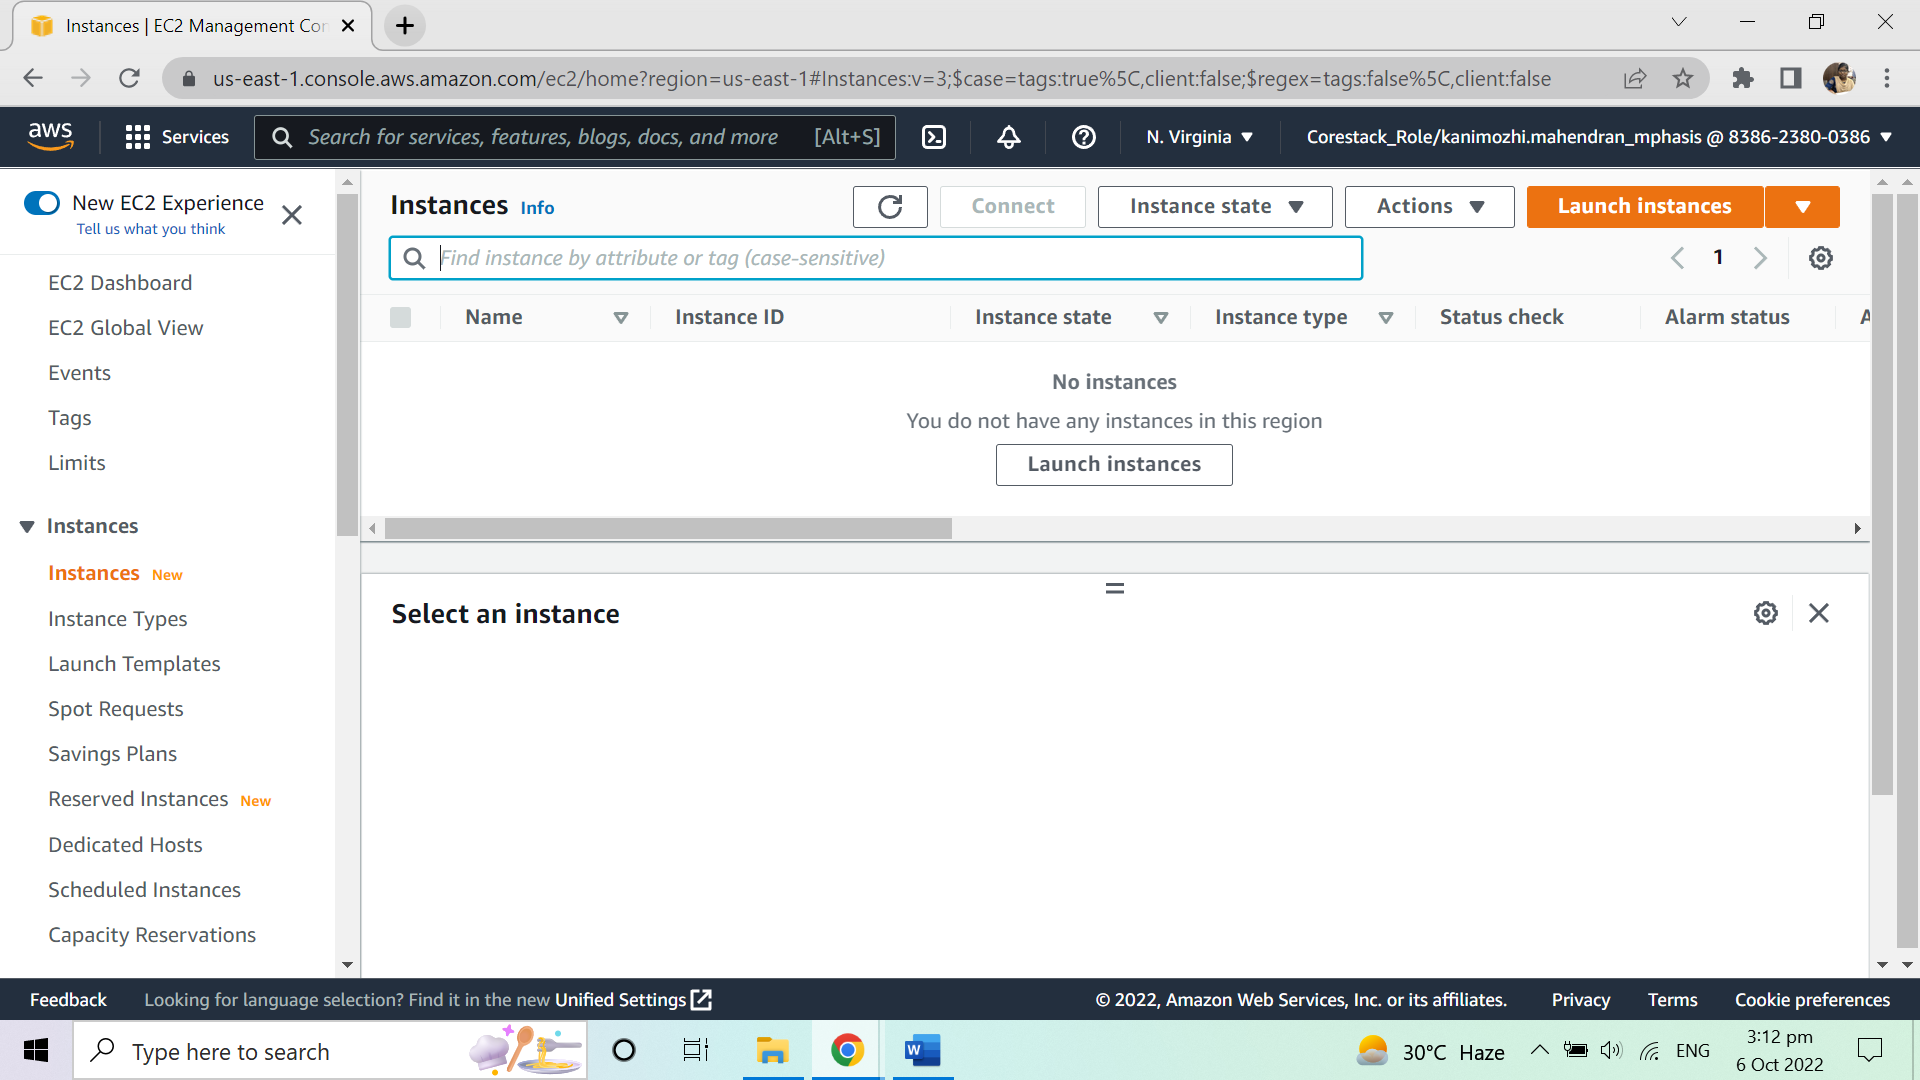 Instances | EC2 Management Con
us-east-1.console.aws.amazon.com/ec2/home?region=us-east-1#Instances:v=3;$case=tags:true%5C,client:false;$regex=tags:false%5C,client:false
aws
Services
Search for services, features, blogs, docs, and more
[Alt+S]
N. Virginia
Corestack_Role/kanimozhi.mahendran_mphasis @ 8386-2380-0386
New EC2 Experience
Tell us what you think
EC2 Dashboard
EC2 Global View
Events
Tags
Limits
Instances
Instances New
Instance Types
Launch Templates
Spot Requests
Savings Plans
Reserved Instances New
Dedicated Hosts
Scheduled Instances
Capacity Reservations
Instances Info
Connect
Instance state
Actions
Launch instances
Find instance by attribute or tag (case-sensitive)
1
Name
Instance ID
Instance state
Instance type
Status check
Alarm status
A
No instances
You do not have any instances in this region
Launch instances
Select an instance
Feedback
Looking for language selection? Find it in the new Unified Settings
© 2022, Amazon Web Services, Inc. or its affiliates.
Privacy
Terms
Cookie preferences
Type here to search
W
30°C Haze
ENG
3:12 pm
6 Oct 2022